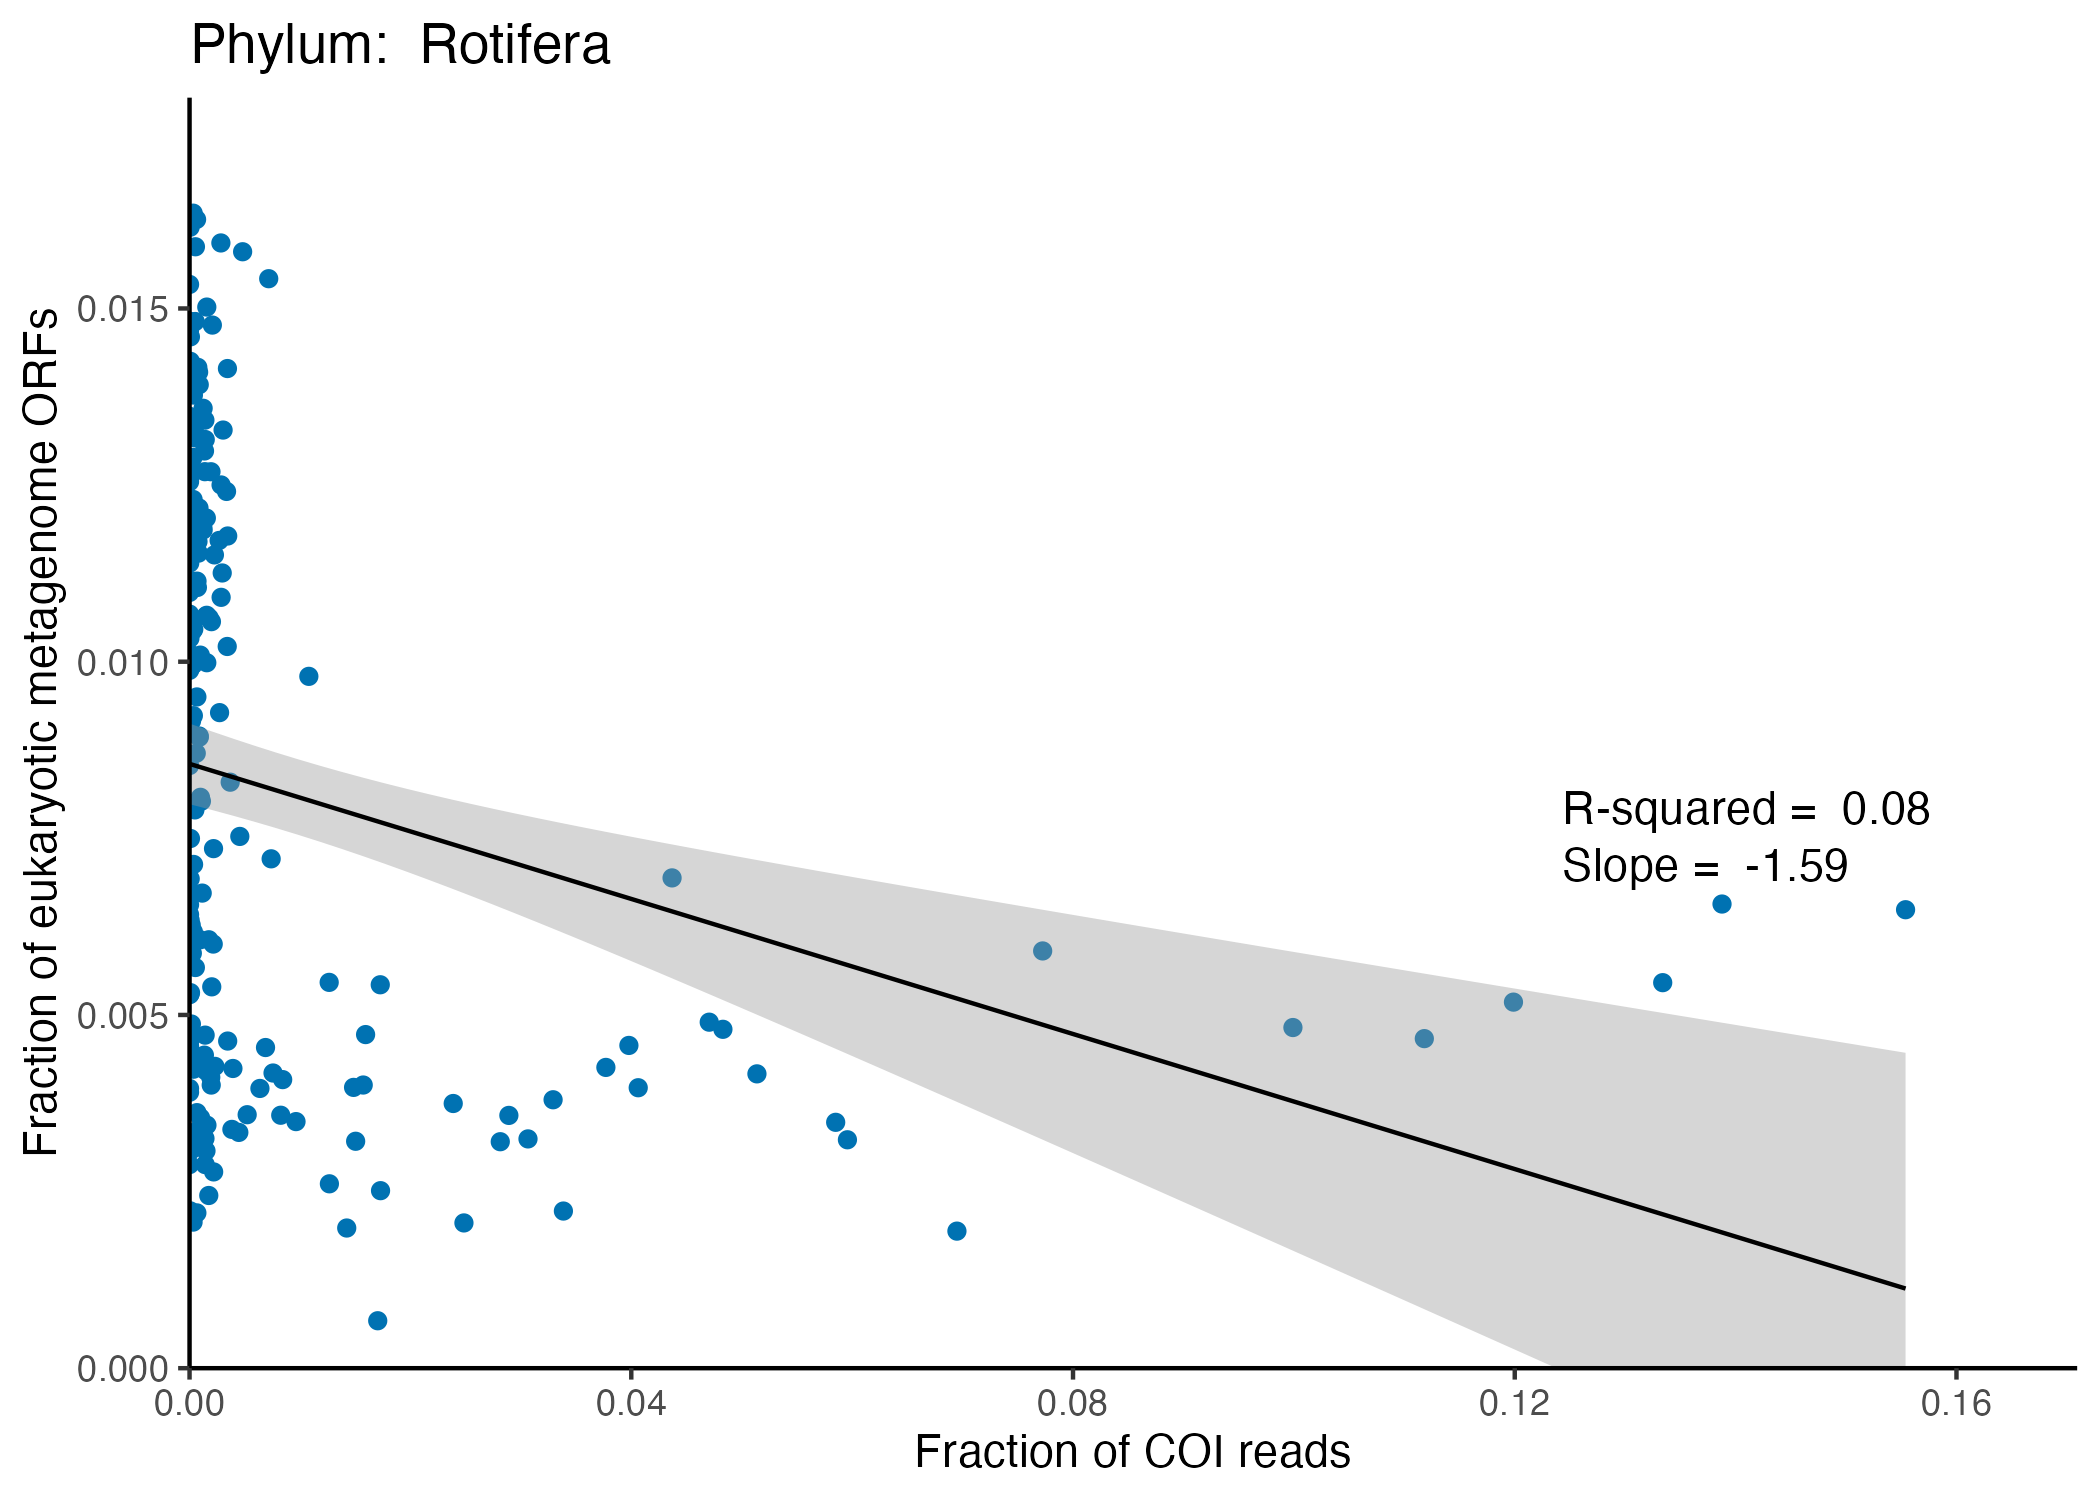 Phylum:  Rotifera
Fraction of eukaryotic metagenome ORFs
0.015
0.010
0.005
0.000
R-squared =  0.08
Slope =  -1.59
0.00 0.04 0.08 0.12 0.16
Fraction of COI reads